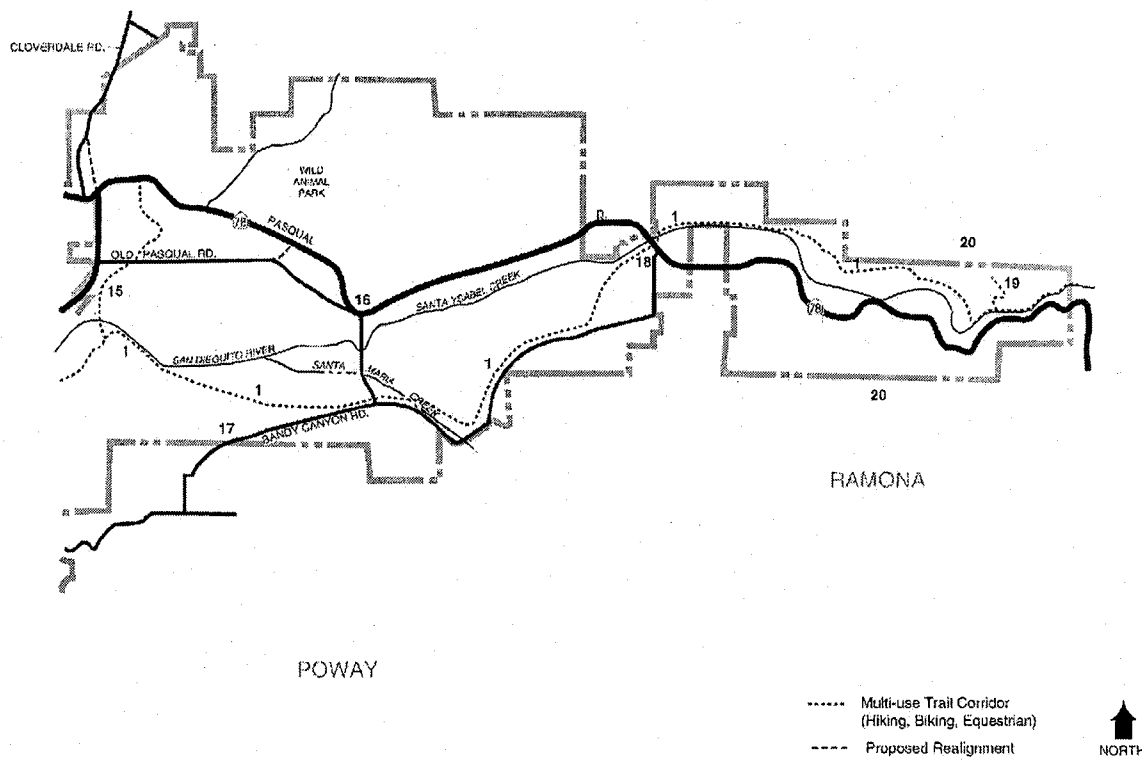 CLOVERDALE RD.
WILD
ANIMAL
PARK
78
PASQUAL
R.
1
20
OLD PASQUAL RD.
18
1
19
15
16
SANTA YSABEL CREEK
78
1
SAN DIEGUITO RIVER
SANTA
MARIA
CREEK
1
1
20
17
BANDY CANYON RD.
RAMONA
POWAY
Multi-use Trail Corridor
(Hiking, Biking, Equestrian)
Proposed Realignment
NORTH